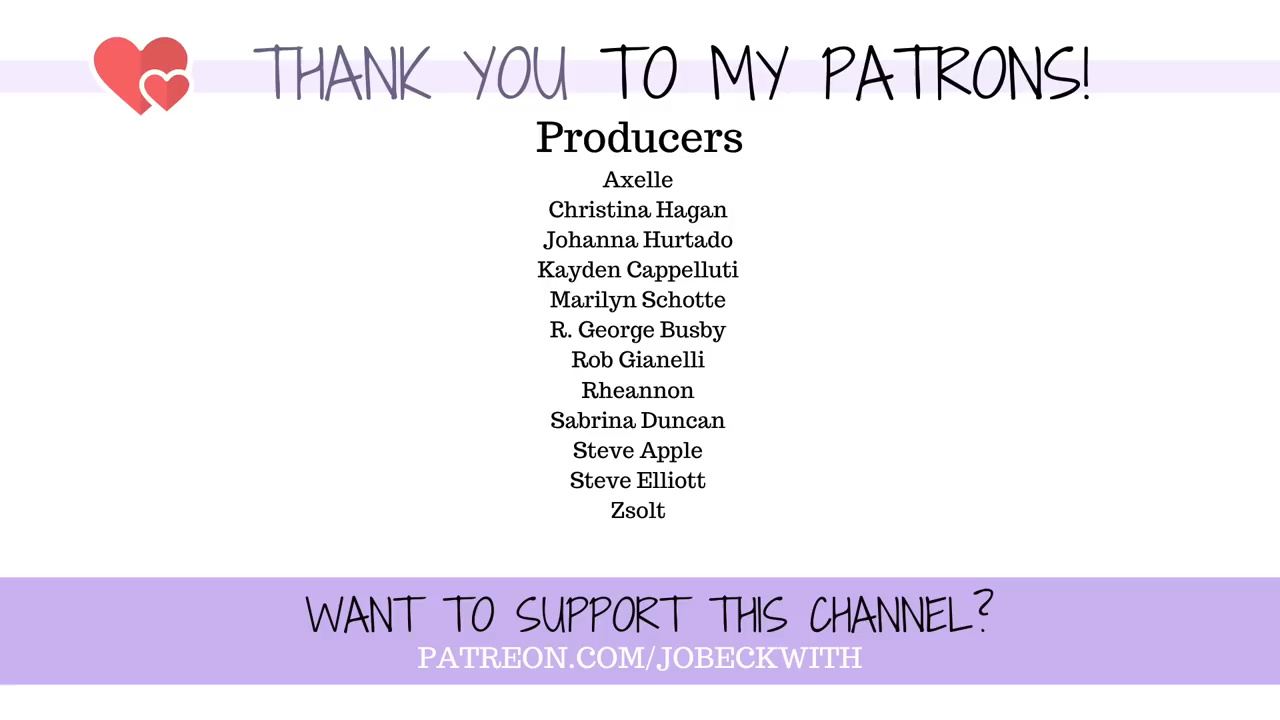 THANK YOU TO MY PATRONS!
Producers
Axelle
Christina Hagan
Johanna Hurtado
Kayden Cappelluti
Marilyn Schotte
R. George Busby
Rob Gianelli
Rheannon
Sabrina Duncan
Steve Apple
Steve Elliott
Zsolt
WANT TO SUPPORT THIS CHANNEL?
PATREON.COM/JOBECKWITH